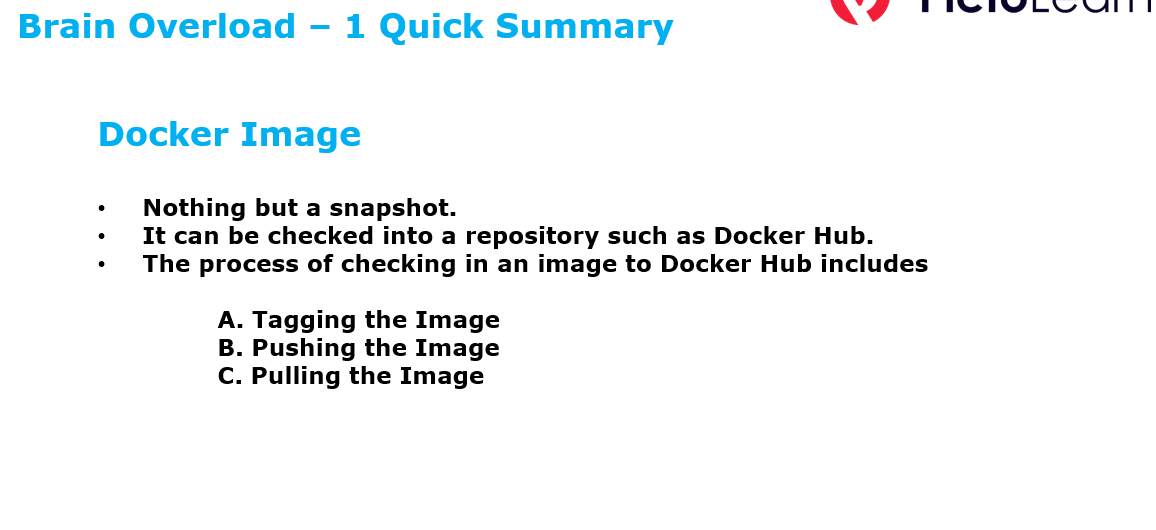 Brain Overload – 1 Quick Summary
Docker Image
• Nothing but a snapshot.
• It can be checked into a repository such as Docker Hub.
• The process of checking in an image to Docker Hub includes
A. Tagging the Image
B. Pushing the Image
C. Pulling the Image